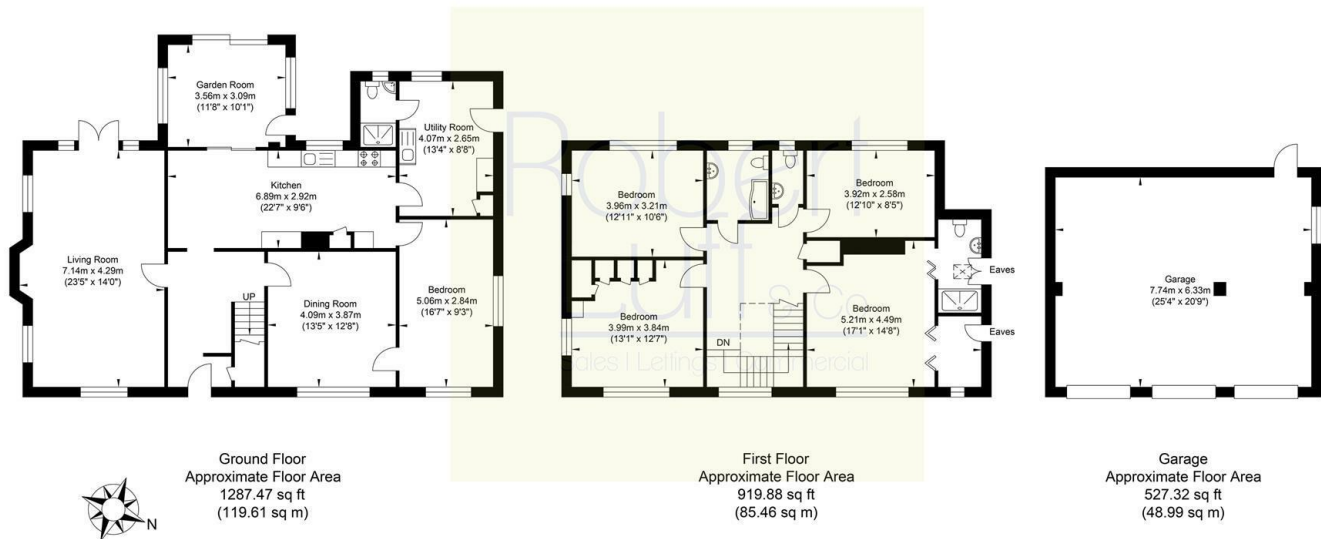 Garden Room
3.56m x 3.09m
(11'8" x 10'1")
Utility Room
4.07m x 2.65m
(13'4" x 8'8")
Kitchen
6.89m x 2.92m
(22'7" x 9'6")
Living Room
7.14m x 4.29m
(23'5" x 14'0")
UP
Dining Room
4.09m x 3.87m
(13'5" x 12'8")
Bedroom
5.06m x 2.84m
(16'7" x 9'3")
Ground Floor
Approximate Floor Area
1287.47 sq ft
(119.61 sq m)
N
Bedroom
3.96m x 3.21m
(12'11" x 10'6")
Bedroom
3.92m x 2.58m
(12'10" x 8'5")
Bedroom
3.99m x 3.84m
(13'1" x 12'7")
DN
Bedroom
5.21m x 4.49m
(17'1" x 14'8")
Eaves
Eaves
First Floor
Approximate Floor Area
919.88 sq ft
(85.46 sq m)
Garage
7.74m x 6.33m
(25'4" x 20'9")
Garage
Approximate Floor Area
527.32 sq ft
(48.99 sq m)
Robert
Luff & Co
Sales | Lettings | Commercial